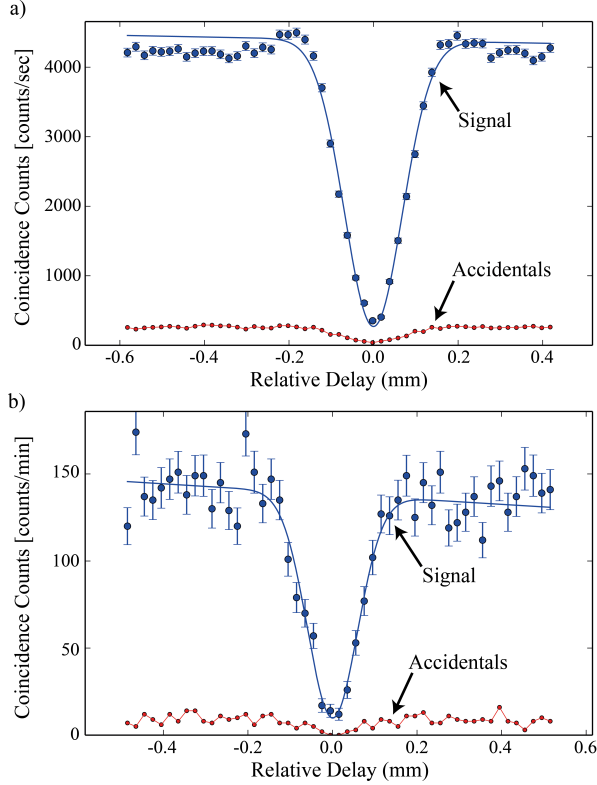 a)
Coincidence Counts [counts/sec]
4000
3000
2000
1000
0
Signal
Accidentals
-0.6
-0.4
-0.2
0.0
0.2
0.4
Relative Delay (mm)
b)
Coincidence Counts [counts/min]
150
100
50
0
Signal
Accidentals
-0.4
-0.2
0.0
0.2
0.4
0.6
Relative Delay (mm)